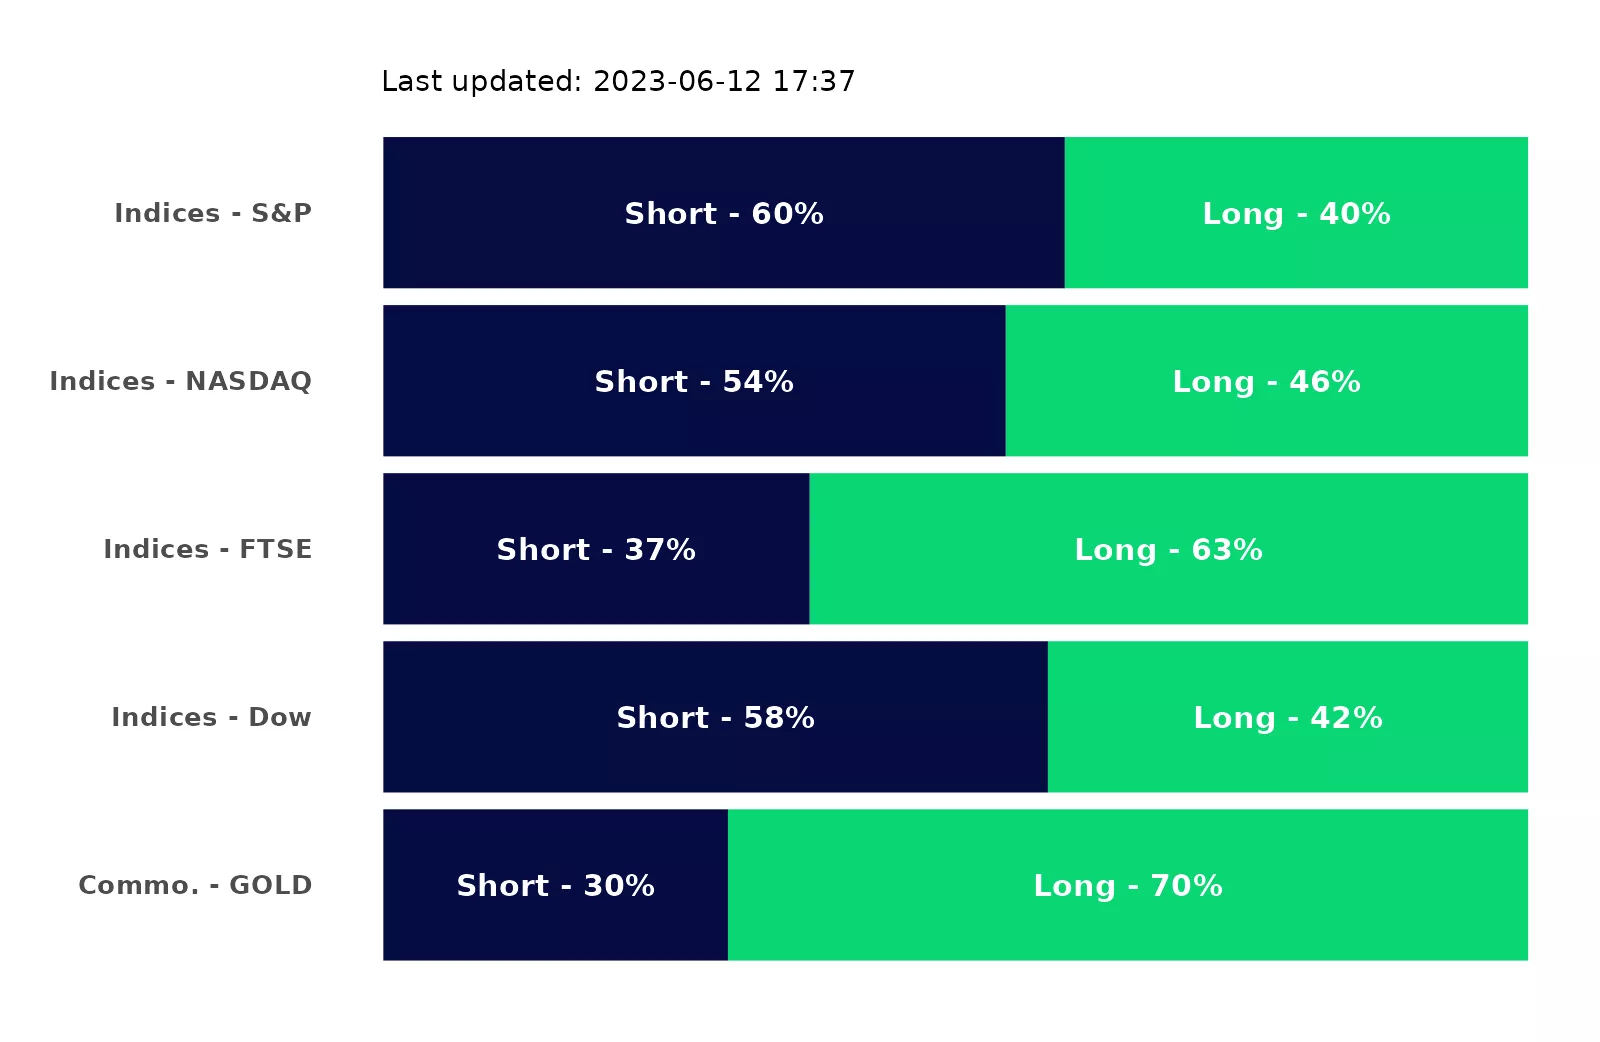 Last updated: 2023-06-12 17:37
Indices - S&P Short - 60% Long - 40%
Indices - NASDAQ Short - 54% Long - 46%
Indices - FTSE Short - 37% Long - 63%
Indices - Dow Short - 58% Long - 42%
Commo. - GOLD Short - 30% Long - 70%